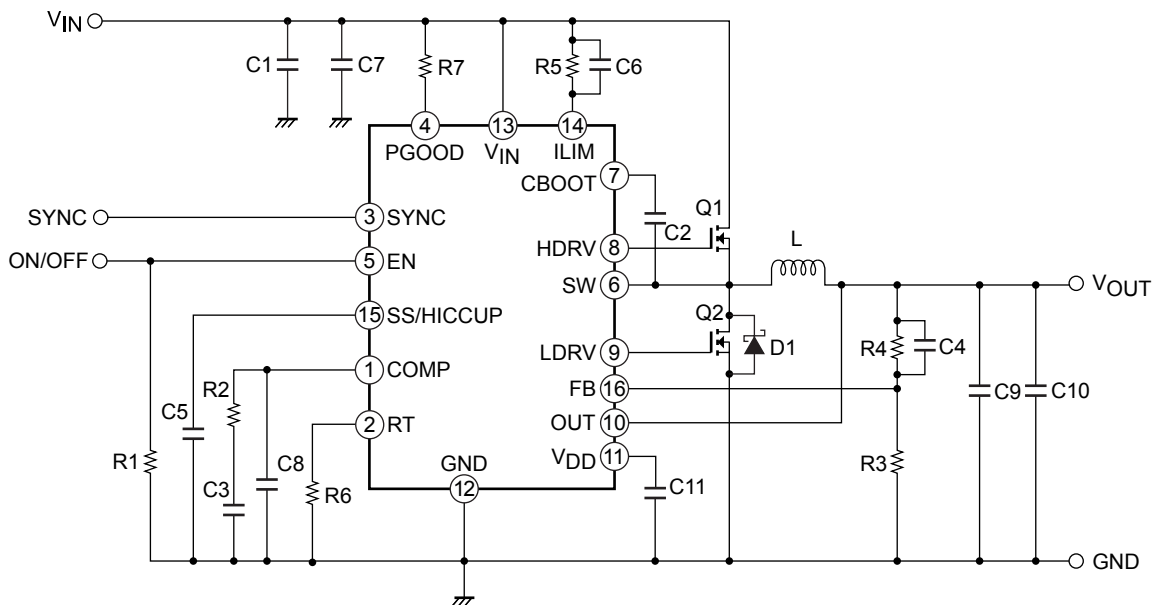 VIN
C1
C7
R7
R5
C6
4
13
14
PGOOD
VIN
ILIM
CBOOT
7
Q1
SYNC
3
SYNC
C2
HDRV
8
L
ON/OFF
5
EN
SW
6
VOUT
15
SS/HICCUP
Q2
D1
LDRV
9
R4
C4
1
COMP
FB
16
R2
C9
C10
C5
2
RT
OUT
10
R1
C8
GND
VDD
11
R3
C3
R6
12
C11
GND